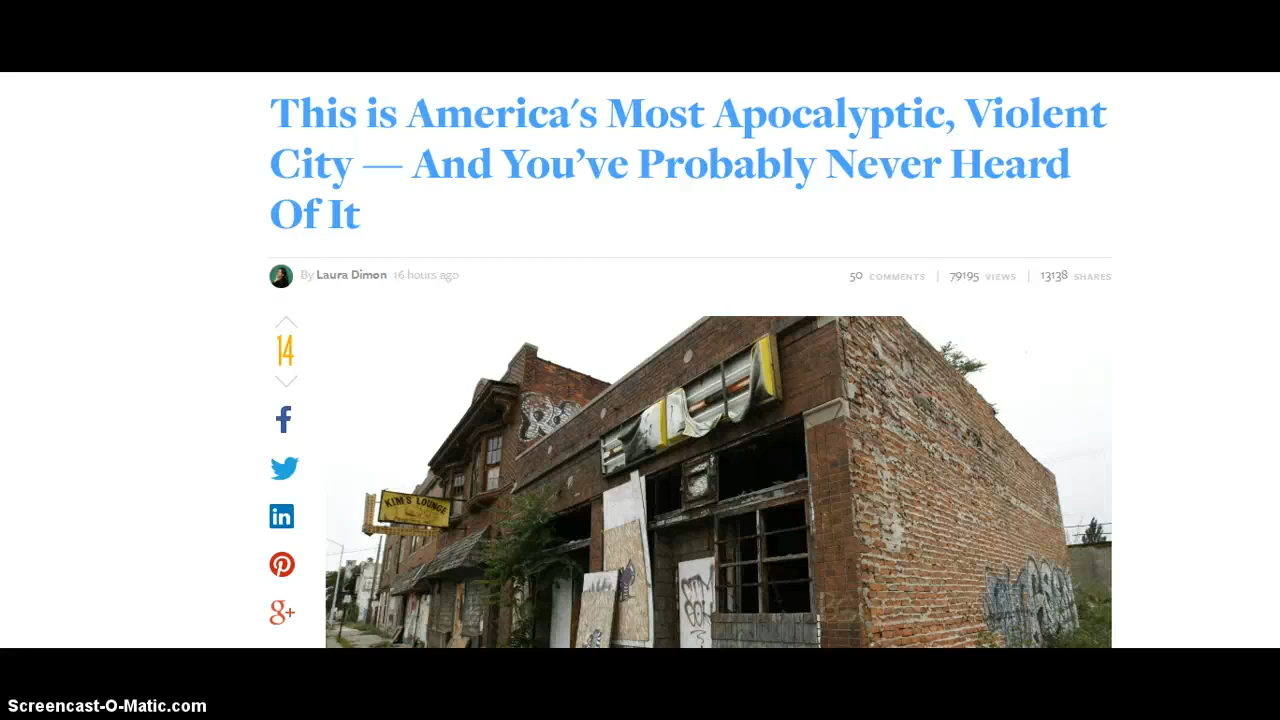 This is America's Most Apocalyptic, Violent
City — And You've Probably Never Heard
Of It
By Laura Dimon 16 hours ago
50 COMMENTS | 79195 VIEWS | 13138 SHARES
14
KIM'S LOUNGE
Screencast-O-Matic.com